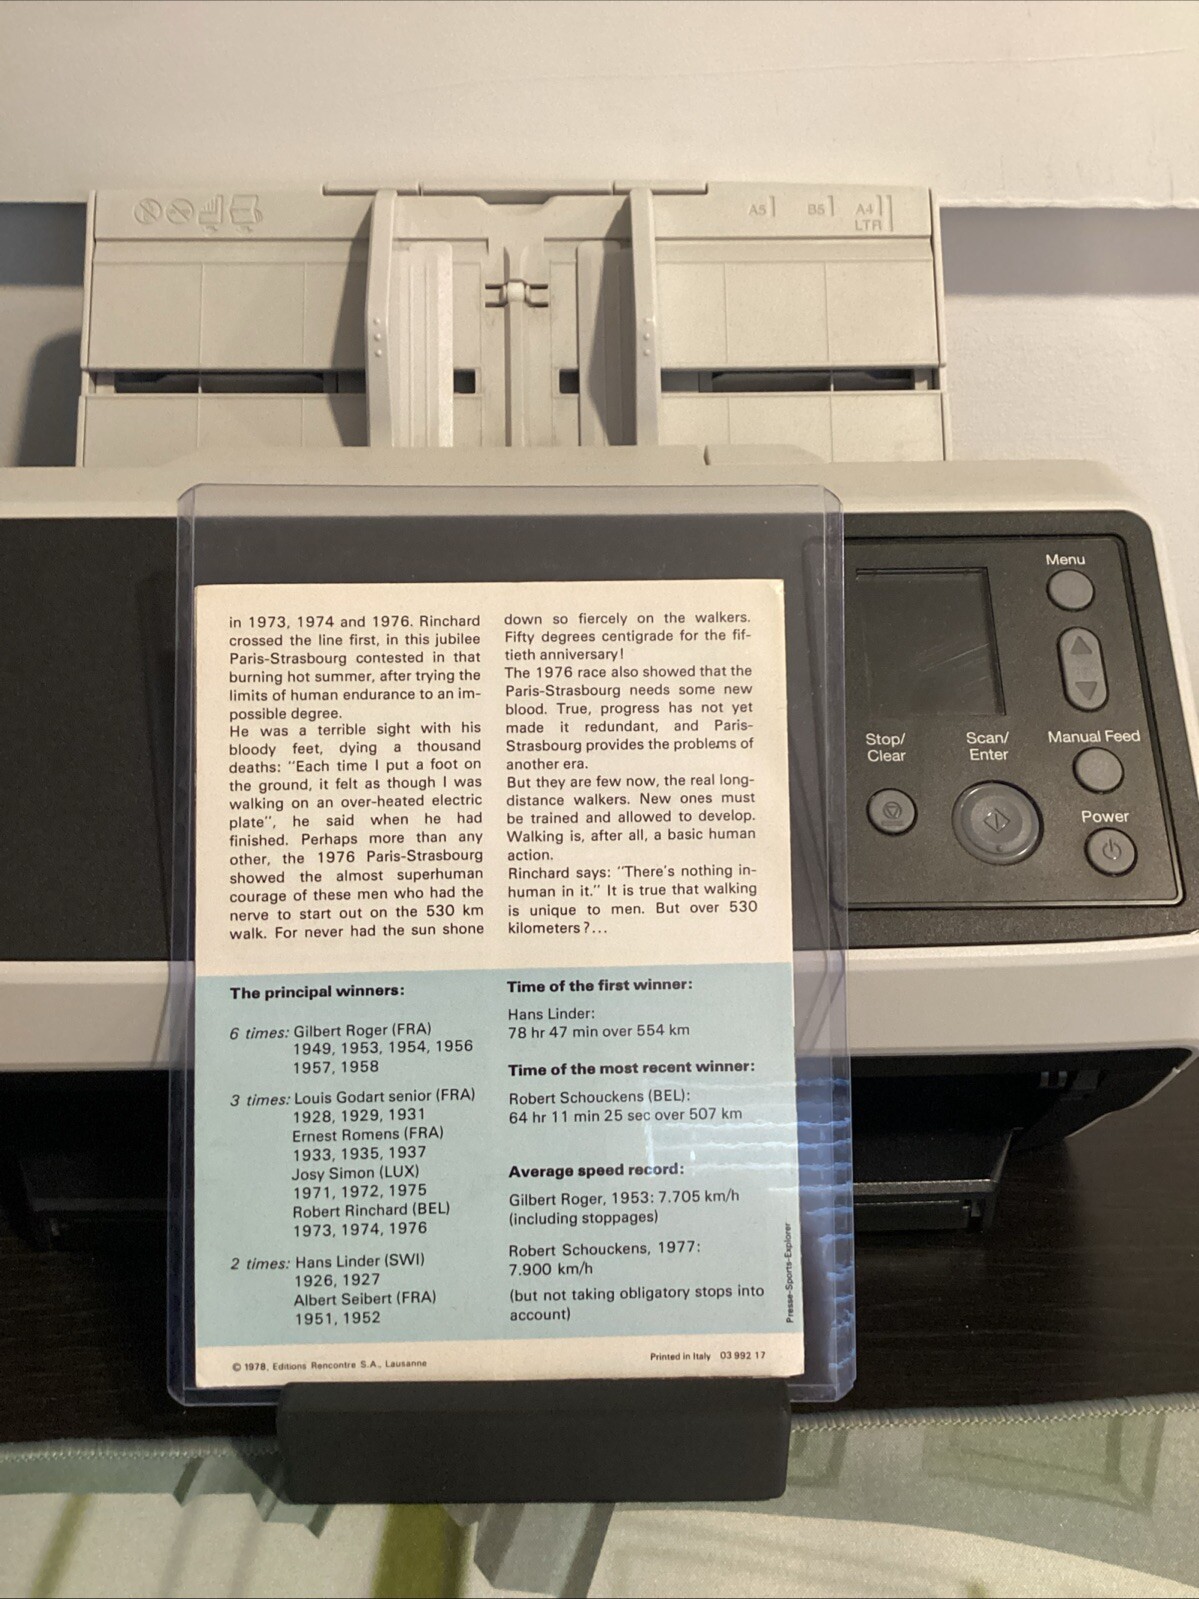 A5
B5
A4
LTR
Menu
Stop/
Clear
Scan/
Enter
Manual Feed
Power
in 1973, 1974 and 1976. Rinchard
crossed the line first, in this jubilee
Paris-Strasbourg contested in that
burning hot summer, after trying the
limits of human endurance to an im-
possible degree.
He was a terrible sight with his
bloody feet, dying a thousand
deaths: "Each time I put a foot on
the ground, it felt as though I was
walking on an over-heated electric
plate", he said when he had
finished. Perhaps more than any
other, the 1976 Paris-Strasbourg
showed the almost superhuman
courage of these men who had the
nerve to start out on the 530 km
walk. For never had the sun shone
down so fiercely on the walkers.
Fifty degrees centigrade for the fif-
tieth anniversary!
The 1976 race also showed that the
Paris-Strasbourg needs some new
blood. True, progress has not yet
made it redundant, and Paris-
Strasbourg provides the problems of
another era.
But they are few now, the real long-
distance walkers. New ones must
be trained and allowed to develop.
Walking is, after all, a basic human
action.
Rinchard says: "There's nothing in-
human in it." It is true that walking
is unique to men. But over 530
kilometers?...
The principal winners:
6 times: Gilbert Roger (FRA)
1949, 1953, 1954, 1956
1957, 1958
3 times: Louis Godart senior (FRA)
1928, 1929, 1931
Ernest Romens (FRA)
1933, 1935, 1937
Josy Simon (LUX)
1971, 1972, 1975
Robert Rinchard (BEL)
1973, 1974, 1976
2 times: Hans Linder (SWI)
1926, 1927
Albert Seibert (FRA)
1951, 1952
Time of the first winner:
Hans Linder:
78 hr 47 min over 554 km
Time of the most recent winner:
Robert Schouckens (BEL):
64 hr 11 min 25 sec over 507 km
Average speed record:
Gilbert Roger, 1953: 7.705 km/h
(including stoppages)
Robert Schouckens, 1977:
7.900 km/h
(but not taking obligatory stops into
account)
Presse-Sports-Explorer
© 1978, Editions Rencontre S.A., Lausanne
Printed in Italy 03 992 17